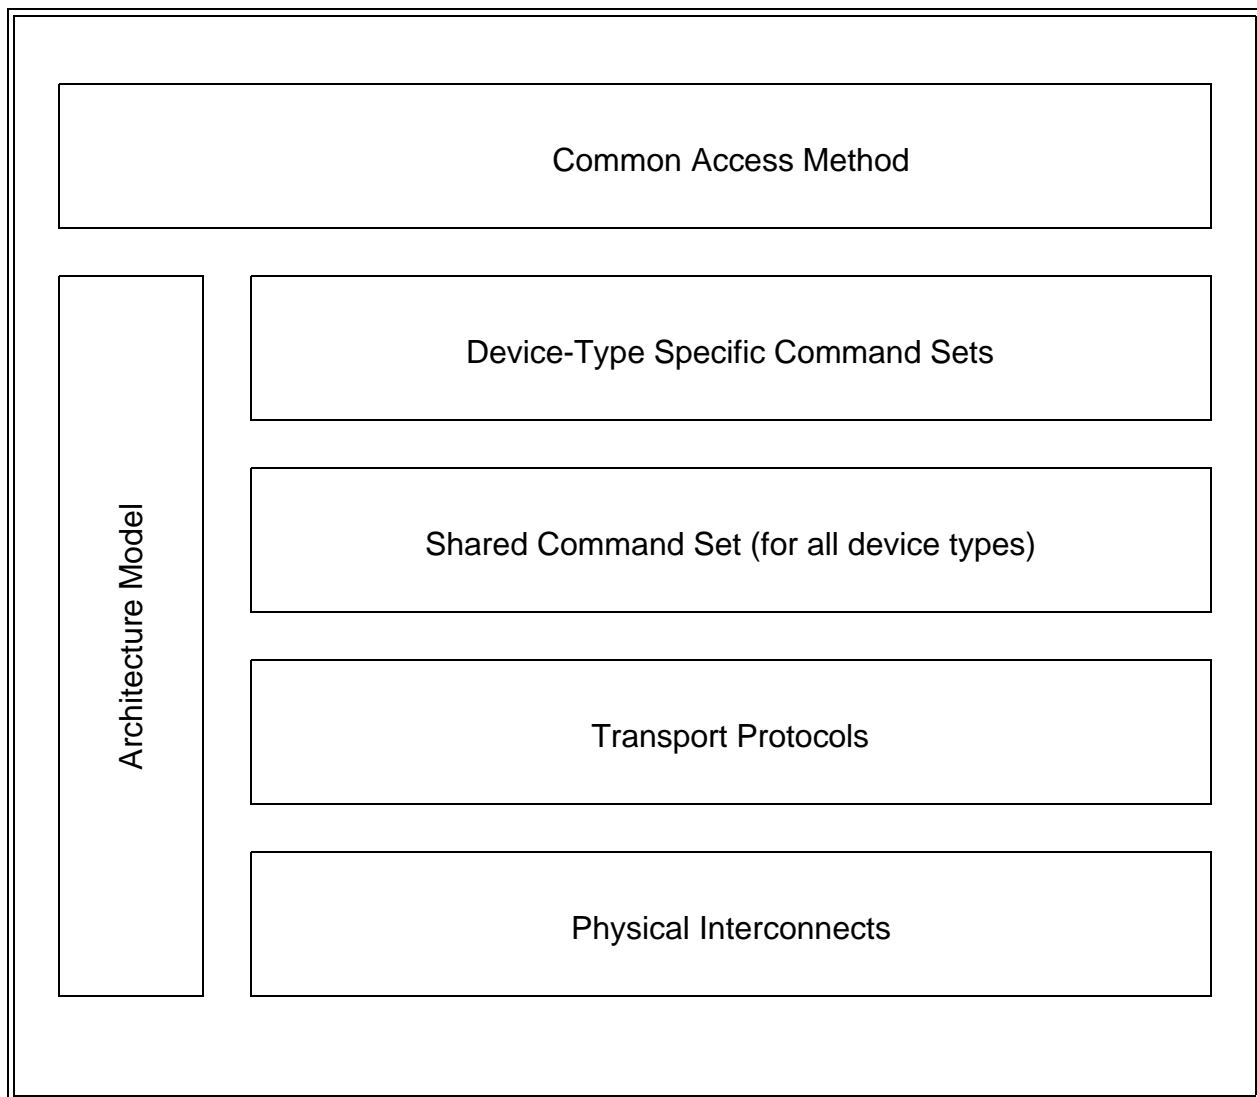 Common Access Method
Device-Type Specific Command Sets
Shared Command Set (for all device types)
Architecture Model
Transport Protocols
Physical Interconnects